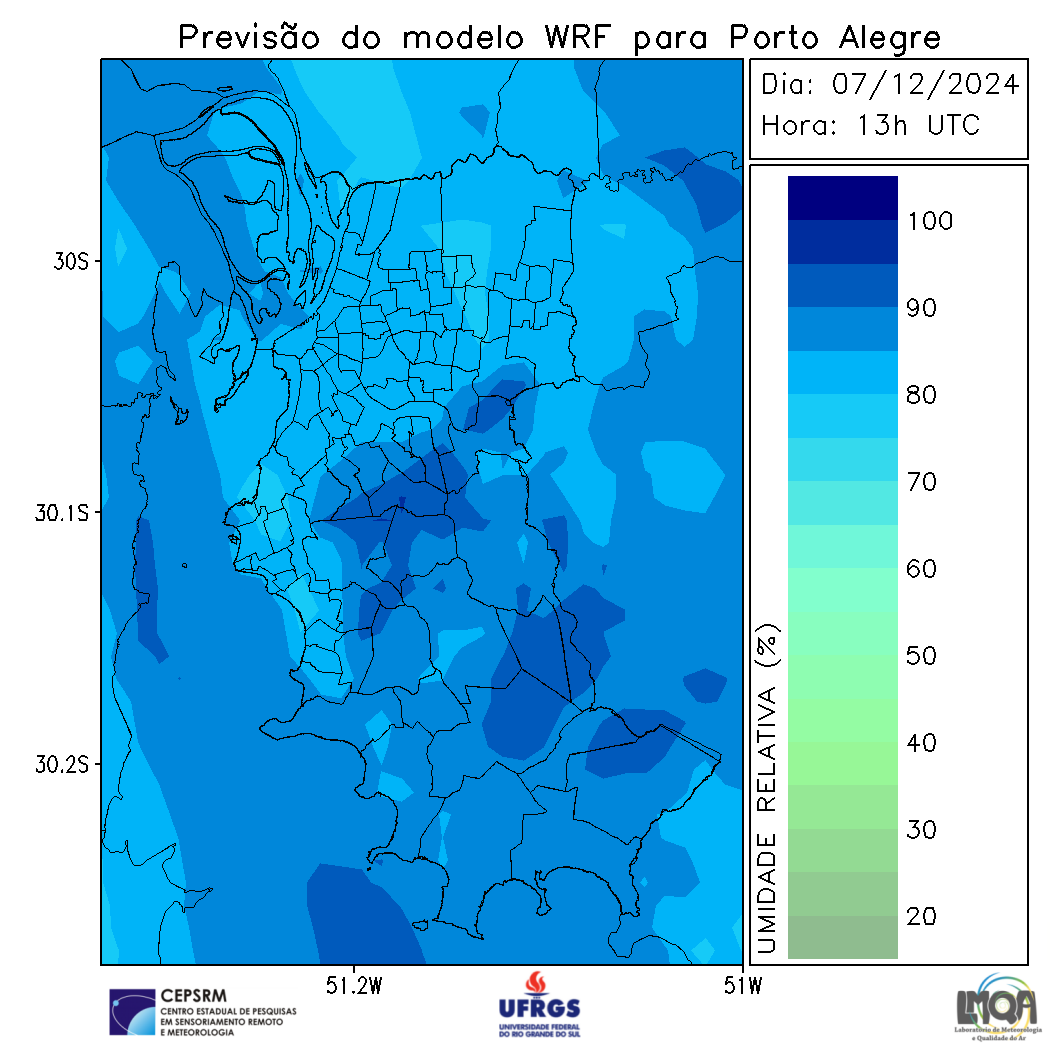 Previsão do modelo WRF para Porto Alegre
Dia: 07/12/2024
Hora: 13h UTC
30S
30.1S
30.2S
51.2W
51W
UMIDADE RELATIVA (%)
100
90
80
70
60
50
40
30
20
CEPSRM
CENTRO ESTADUAL DE PESQUISAS
EM SENSORIAMENTO REMOTO
E METEOROLOGIA
UFRGS
UNIVERSIDADE FEDERAL
DO RIO GRANDE DO SUL
LMQA
Laboratório de Meteorologia
e Qualidade do Ar